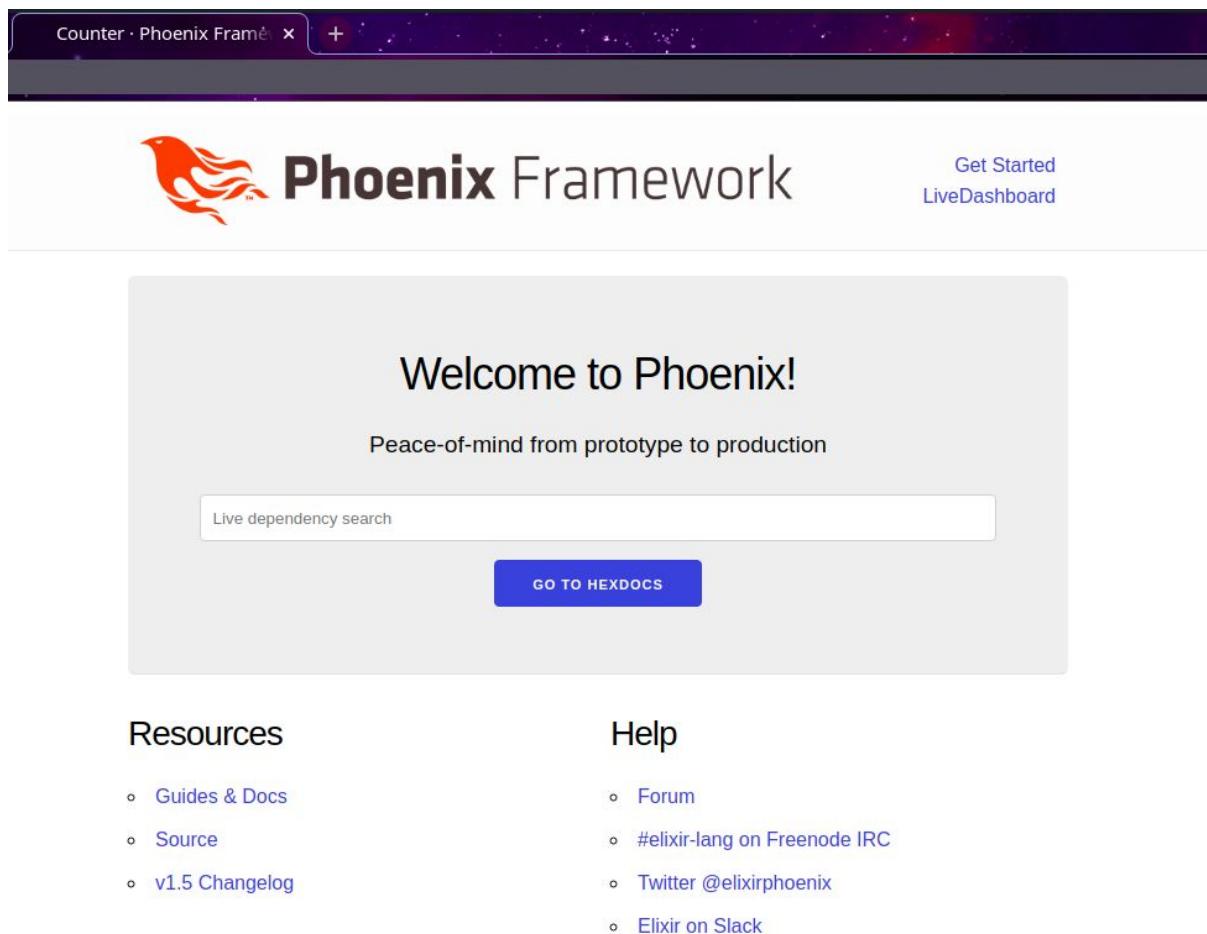 Counter · Phoenix Frame
Phoenix Framework
Get Started
LiveDashboard
Welcome to Phoenix!
Peace-of-mind from prototype to production
Live dependency search
GO TO HEXDOCS
Resources
Guides & Docs
Source
v1.5 Changelog
Help
Forum
#elixir-lang on Freenode IRC
Twitter @elixirphoenix
Elixir on Slack